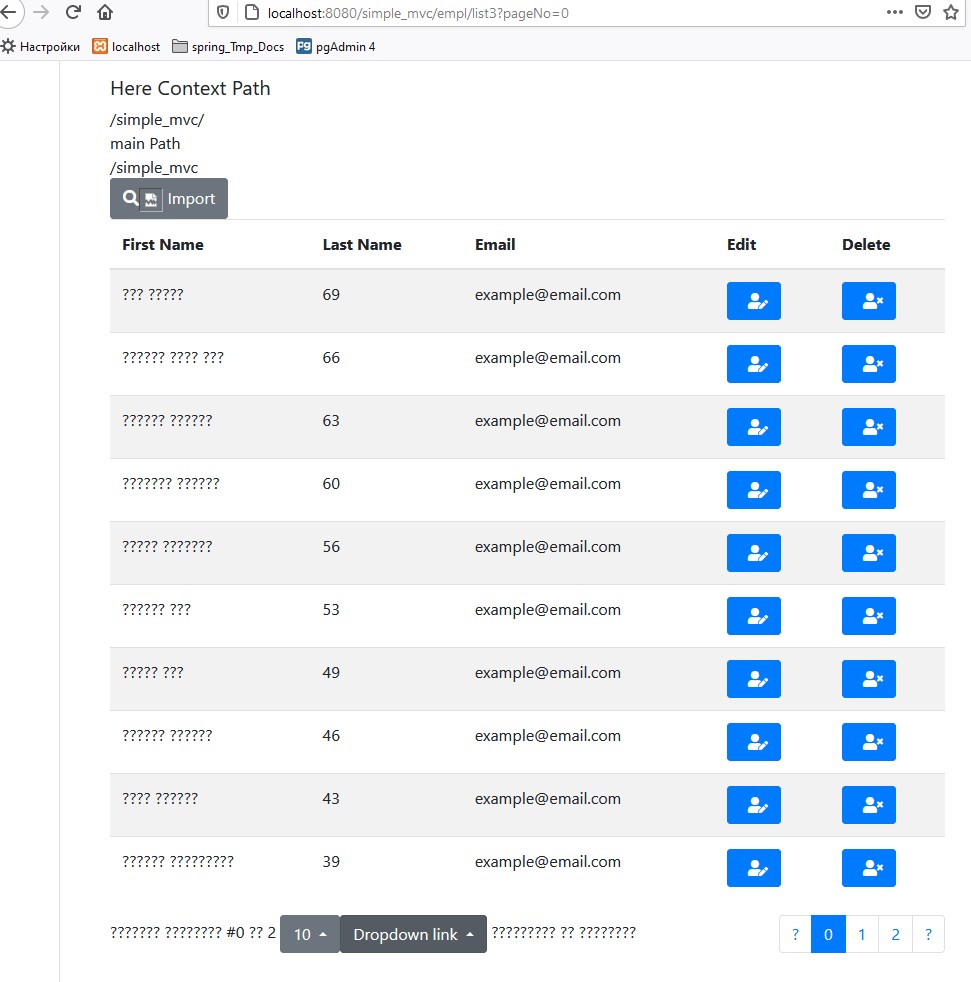 localhost:8080/simple_mvc/empl/list3?pageNo=0
Настройки localhost spring_Tmp_Docs pgAdmin 4
Here Context Path
/simple_mvc/
main Path
/simple_mvc
Import
First Name Last Name Email Edit Delete
??? ????? 69 example@email.com
?????? ???? ??? 66 example@email.com
?????? ?????? 63 example@email.com
??????? ?????? 60 example@email.com
????? ??????? 56 example@email.com
?????? ??? 53 example@email.com
????? ??? 49 example@email.com
?????? ?????? 46 example@email.com
???? ?????? 43 example@email.com
?????? ????????? 39 example@email.com
??????? ???????? #0 ?? 2 10 Dropdown link ????????? ?? ???????? ? 0 1 2 ?